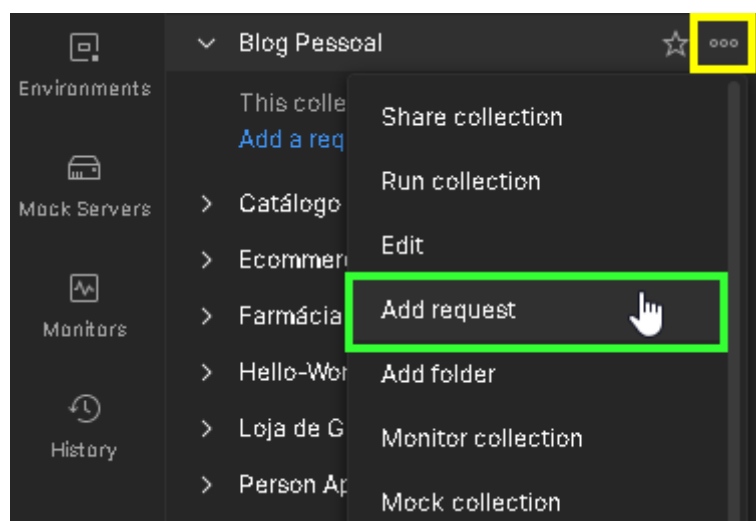 Environments
Mock Servers
Monitors
History
Blog Pessoal
This colle
Add a req
Catálogo
Ecommer
Farmácia
Hello-Wor
Loja de G
Person Ap
Share collection
Run collection
Edit
Add request
Add folder
Monitor collection
Mock collection